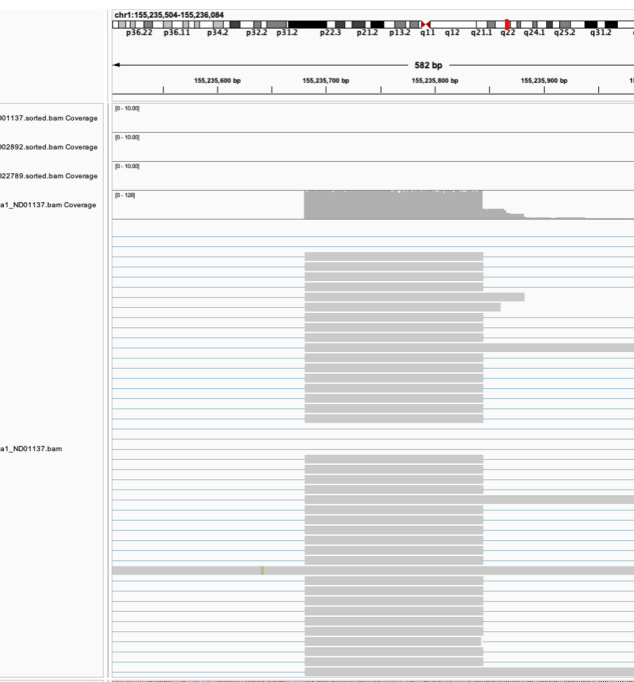 chr1:155,235,504-155,236,084
p36.22 p36.11 p34.2 p32.2 p31.2 p22.3 p21.2 p13.2 q11 q12 q21.1 q22 q24.1 q25.2 q31.2
582 bp
155,235,600 bp 155,235,700 bp 155,235,800 bp 155,235,900 bp 1
01137.sorted.bam Coverage [0 - 10.00]
02892.sorted.bam Coverage [0 - 10.00]
022789.sorted.bam Coverage [0 - 10.00]
a1_ND01137.bam Coverage [0 - 128]
a1_ND01137.bam